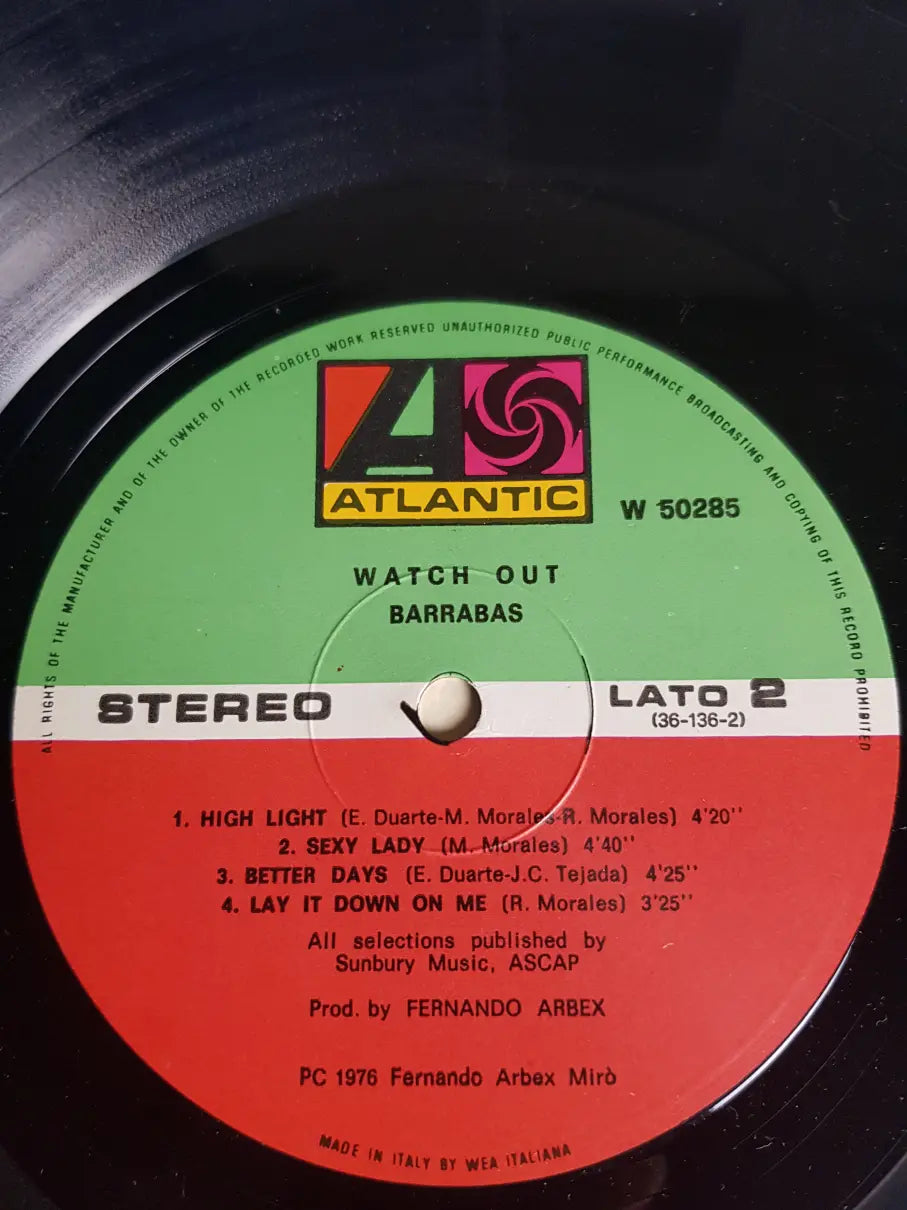 ALL RIGHTS OF THE MANUFACTURER AND OF THE OWNER OF THE RECORDED WORK RESERVED UNAUTHORIZED PUBLIC PERFORMANCE BROADCASTING AND COPYING OF THIS RECORD PROHIBITED
A
ATLANTIC
W 50285
WATCH OUT
BARRABAS
STEREO
LATO 2
(36-136-2)
1. HIGH LIGHT (E. Duarte-M. Morales-R. Morales) 4'20''
2. SEXY LADY (M. Morales) 4'40''
3. BETTER DAYS (E. Duarte-J.C. Tejada) 4'25''
4. LAY IT DOWN ON ME (R. Morales) 3'25''
All selections published by
Sunbury Music, ASCAP
Prod. by FERNANDO ARBEX
PC 1976 Fernando Arbex Mirò
MADE IN ITALY BY WEA ITALIANA